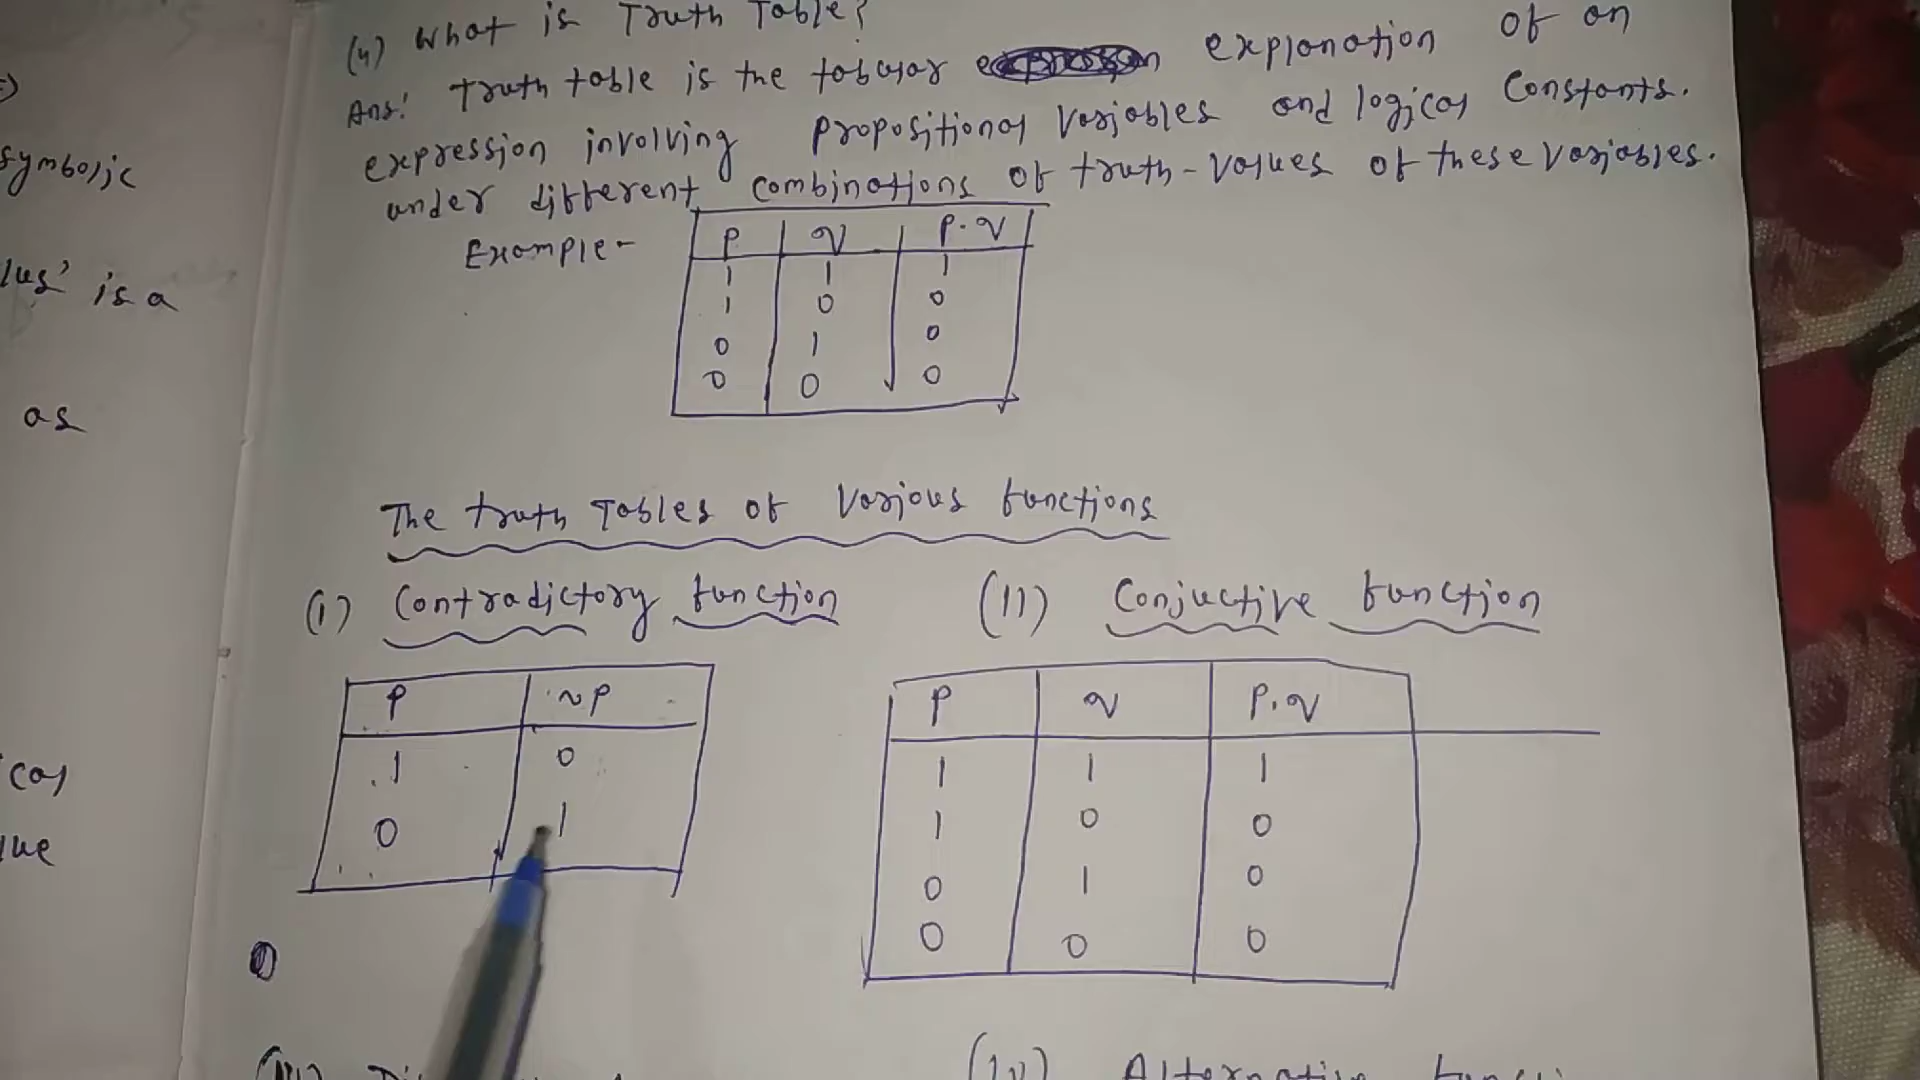 (4) What is Truth Table?
Ans: Truth table is the tabular explanation of an
expression involving propositional variables and logical constants.
under different combinations of truth-values of these variables.
Example-
p q p.q
1 1 1
1 0 0
0 1 0
0 0 0
The truth Tables of Various functions
(i) Contradictory function
p ~p
1 0
0 1
(II) Conjuctive function
p q p.q
1 1 1
1 0 0
0 1 0
0 0 0
(iv) Alternative
symbolic
is a
as